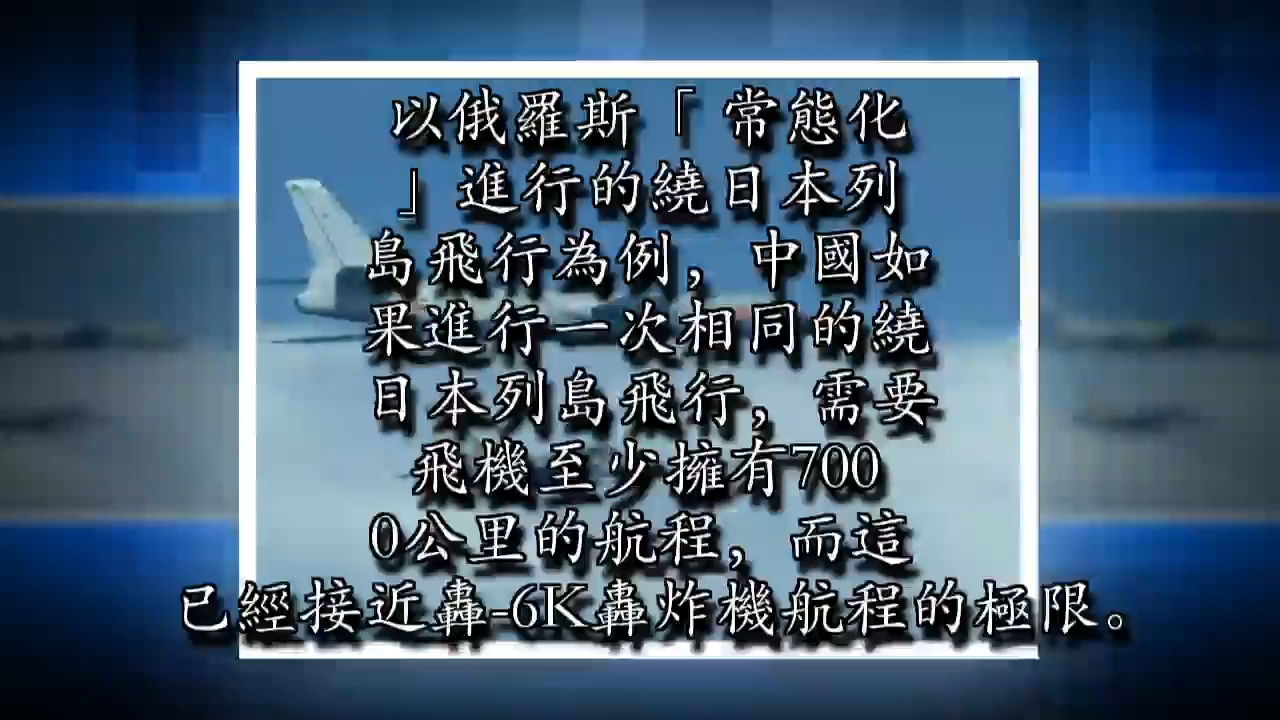 以俄羅斯「常態化
」進行的繞日本列
島飛行為例，中國如
果進行一次相同的繞
日本列島飛行，需要
飛機至少擁有700
0公里的航程，而這
已經接近轟-6K轟炸機航程的極限。